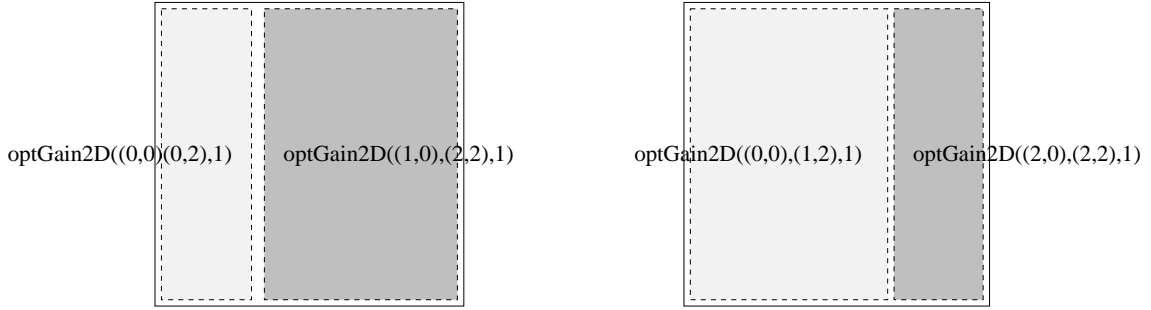 optGain2D((0,0)(0,2),1)
optGain2D((1,0),(2,2),1)
optGain2D((0,0),(1,2),1)
optGain2D((2,0),(2,2),1)